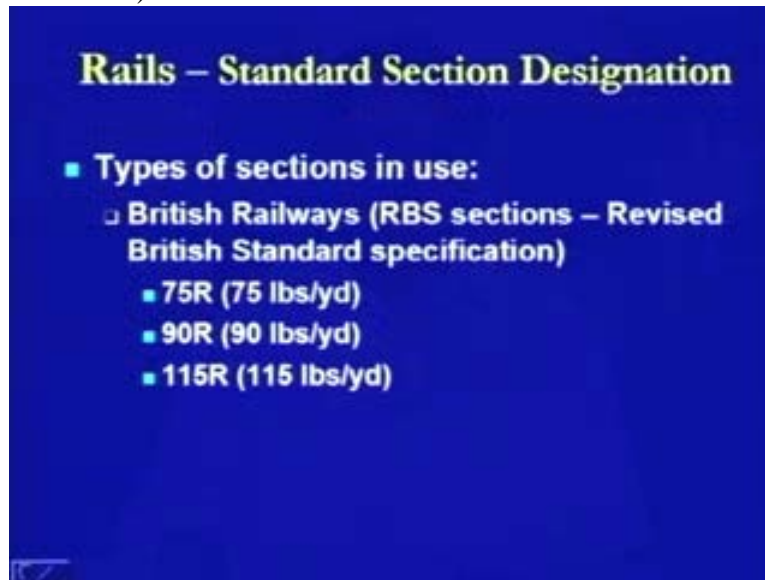 Rails – Standard Section Designation
Types of sections in use:
British Railways (RBS sections – Revised
British Standard specification)
75R (75 lbs/yd)
90R (90 lbs/yd)
115R (115 lbs/yd)